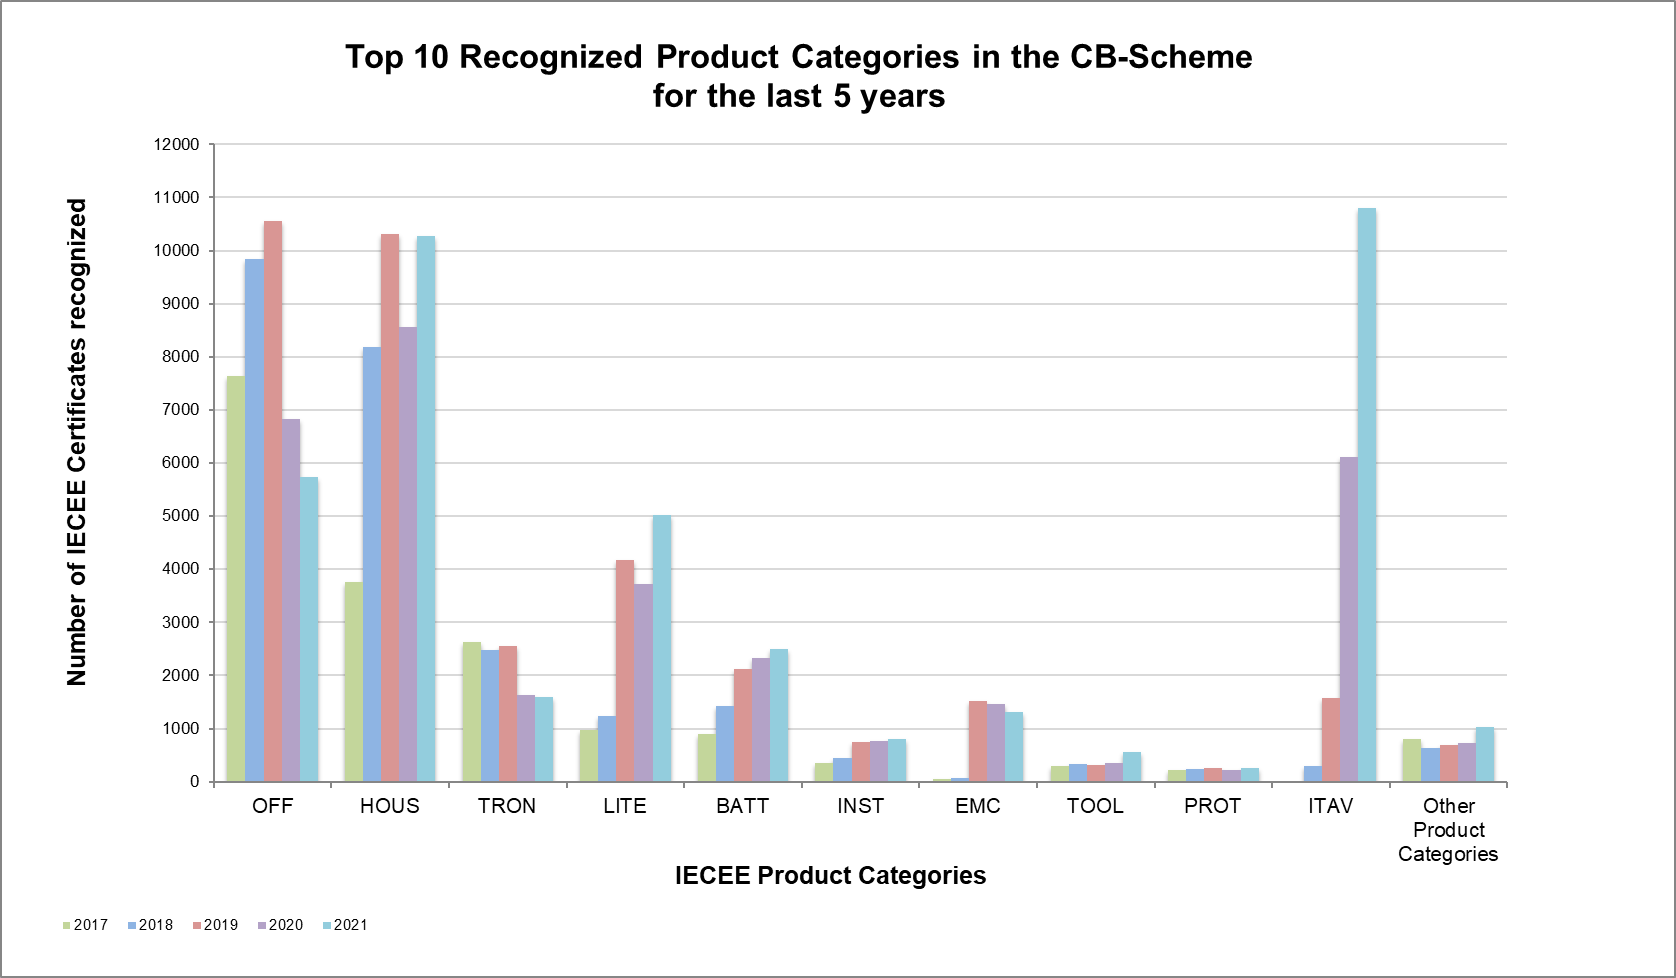 Top 10 Recognized Product Categories in the CB-Scheme
for the last 5 years
Number of IECEE Certificates recognized
12000
11000
10000
9000
8000
7000
6000
5000
4000
3000
2000
1000
0
OFF
HOUS
TRON
LITE
BATT
INST
EMC
TOOL
PROT
ITAV
Other
Product
Categories
IECEE Product Categories
2017
2018
2019
2020
2021